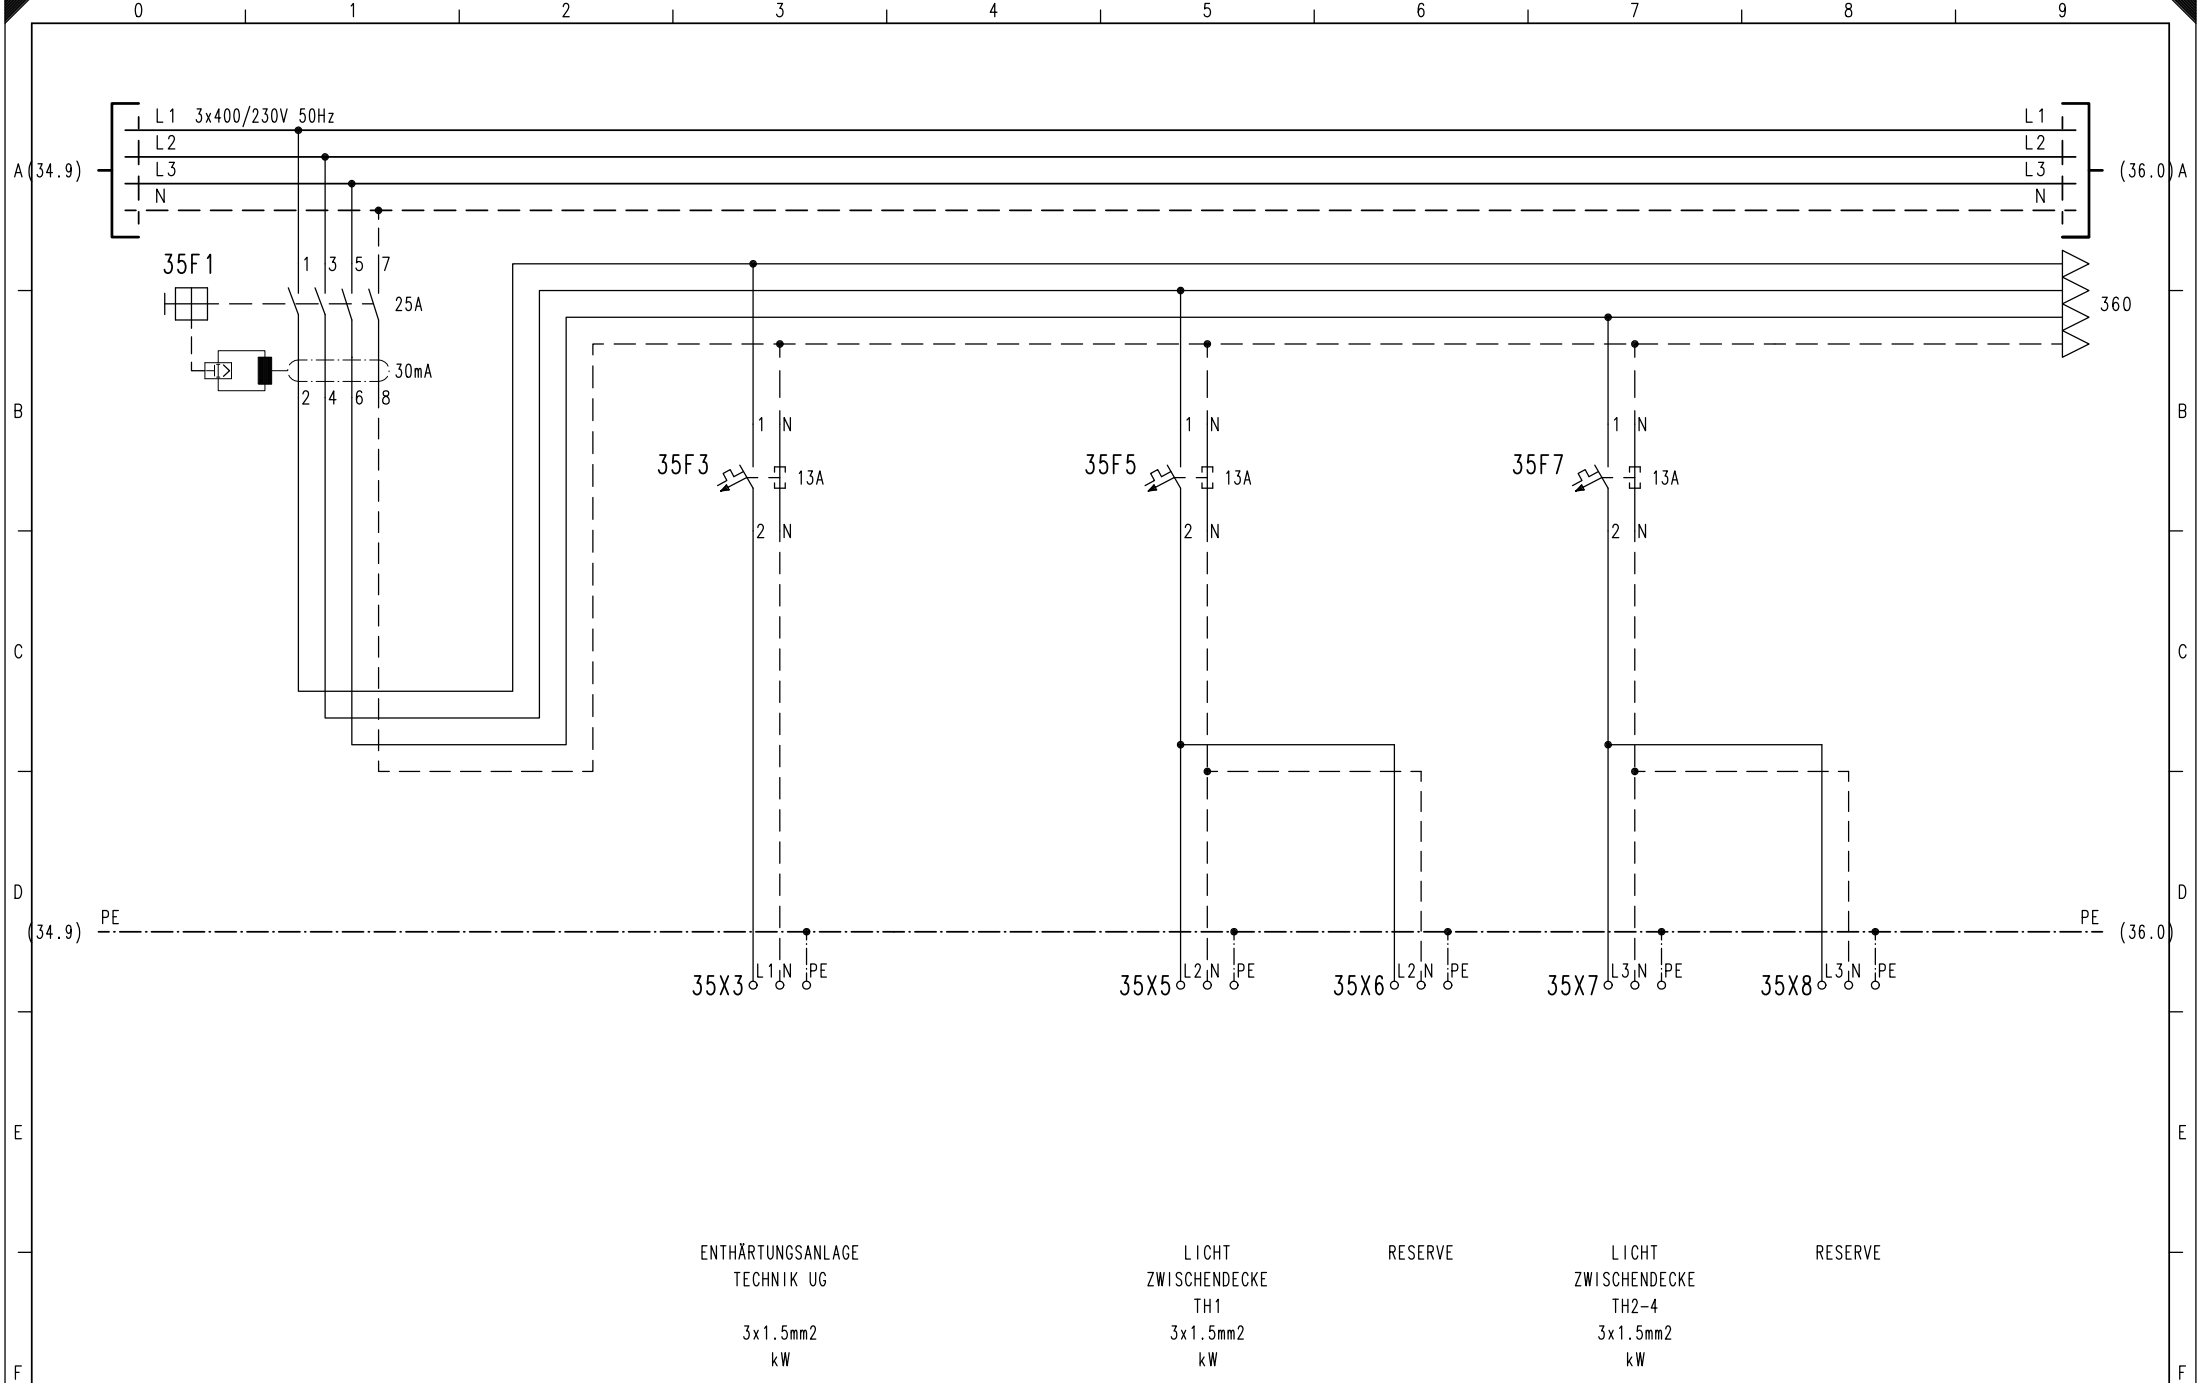 0 1 2 3 4 5 6 7 8 9
L1 3x400/230V 50Hz L1
L2 L2
A (34.9) L3 L3 (36.0) A
N N
35F1 1 3 5 7
25A 360
30mA
2 4 6 8
B B
1 N 1 N 1 N
35F3 13A 35F5 13A 35F7 13A
2 N 2 N 2 N
C C
D D
PE PE
(34.9) (36.0)
L1 N PE L2 N PE L2 N PE L3 N PE L3 N PE
35X3 35X5 35X6 35X7 35X8
E E
ENTHÄRTUNGSANLAGE LICHT RESERVE LICHT RESERVE
TECHNIK UG ZWISCHENDECKE ZWISCHENDECKE
TH1 TH2-4
3x1.5mm2 3x1.5mm2 3x1.5mm2
kW kW kW
F F